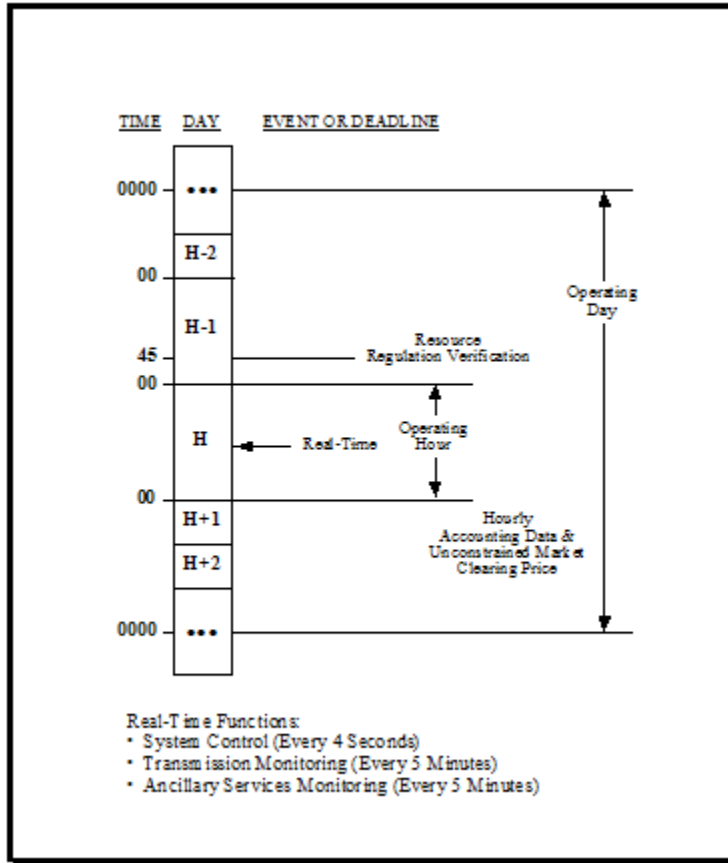 TIME DAY EVENT OR DEADLINE
0000 •••
H-2
00
H-1
Operating
Day
Resource
45 Regulation Verification
00
H Real-Time
Operating
Hour
00
H+1
Hourly
Accounting Data &
Unconstrained Market
Clearing Price
H+2
0000 •••
Real-Time Functions:
• System Control (Every 4 Seconds)
• Transmission Monitoring (Every 5 Minutes)
• Ancillary Services Monitoring (Every 5 Minutes)